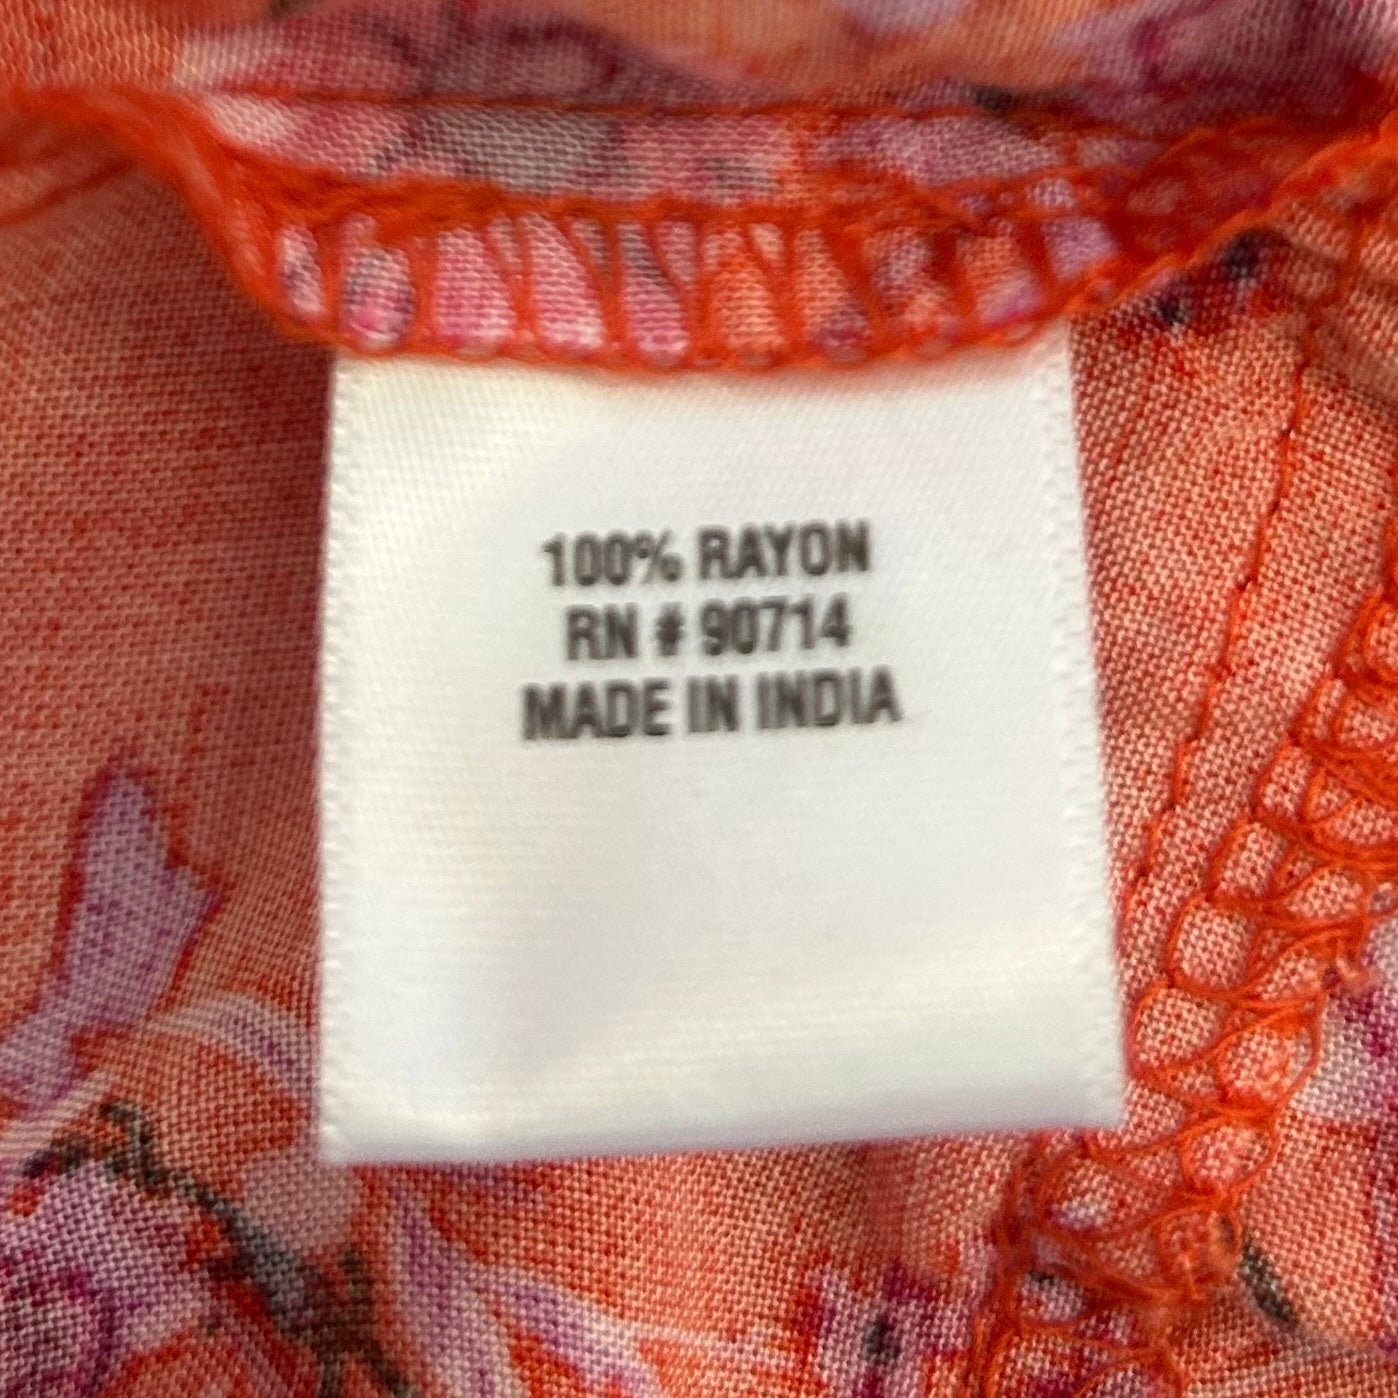 100% RAYON
RN # 90714
MADE IN INDIA